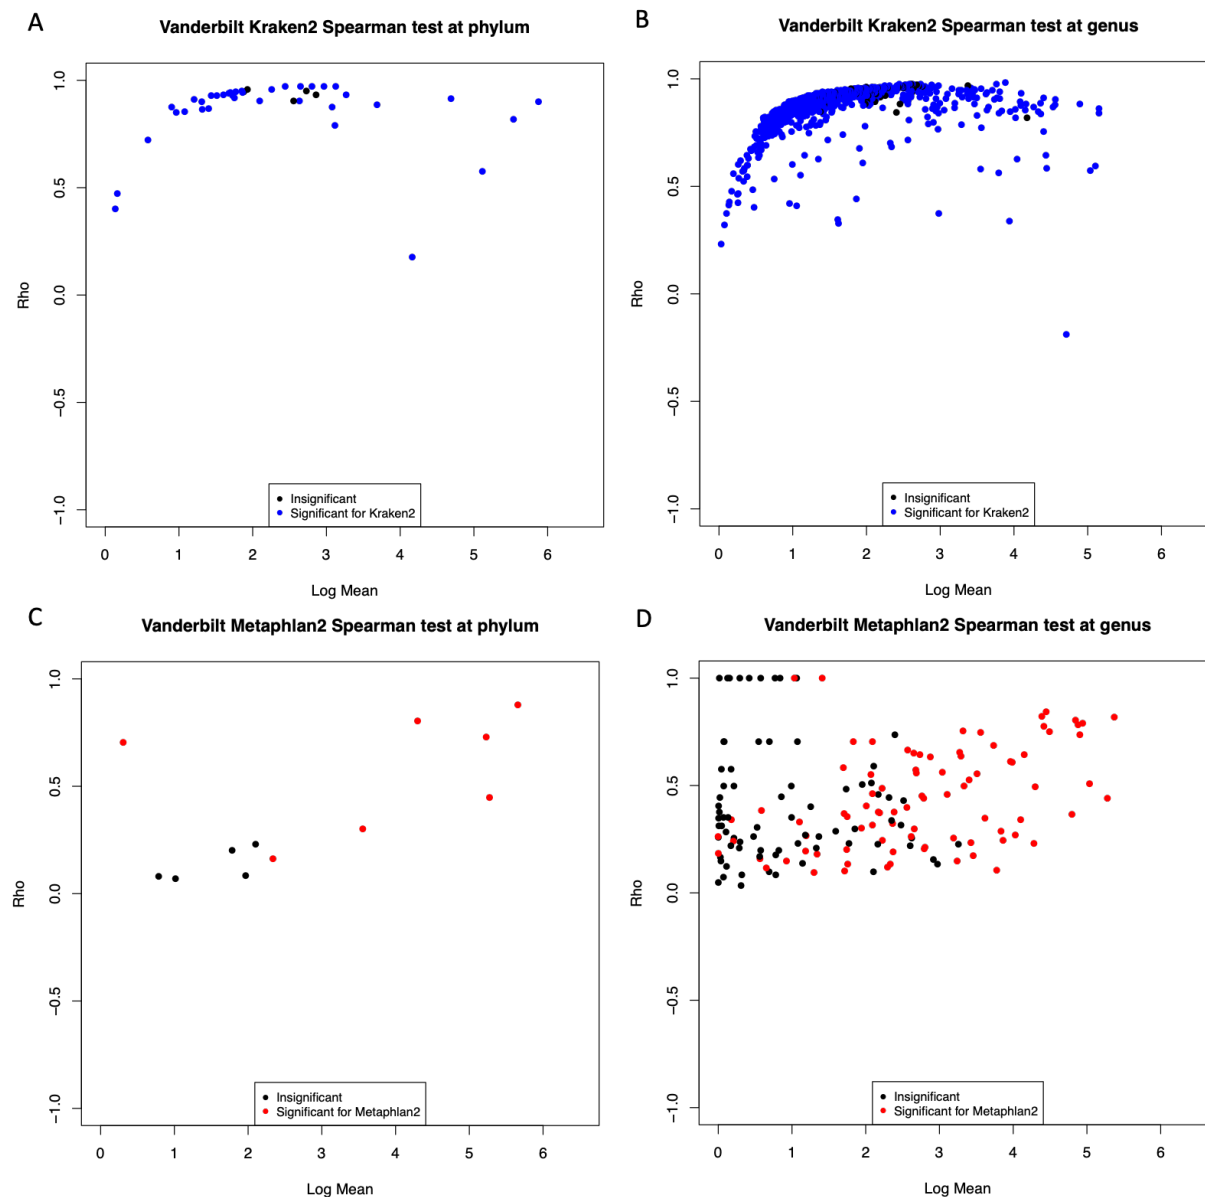 A
Vanderbilt Kraken2 Spearman test at phylum
Rho
1.0
0.5
0.0
−0.5
−1.0
Insignificant
Significant for Kraken2
0 1 2 3 4 5 6
Log Mean
B
Vanderbilt Kraken2 Spearman test at genus
Rho
1.0
0.5
0.0
−0.5
−1.0
Insignificant
Significant for Kraken2
0 1 2 3 4 5 6
Log Mean
C
Vanderbilt Metaphlan2 Spearman test at phylum
Rho
1.0
0.5
0.0
−0.5
−1.0
Insignificant
Significant for Metaphlan2
0 1 2 3 4 5 6
Log Mean
D
Vanderbilt Metaphlan2 Spearman test at genus
Rho
1.0
0.5
0.0
−0.5
−1.0
Insignificant
Significant for Metaphlan2
0 1 2 3 4 5 6
Log Mean